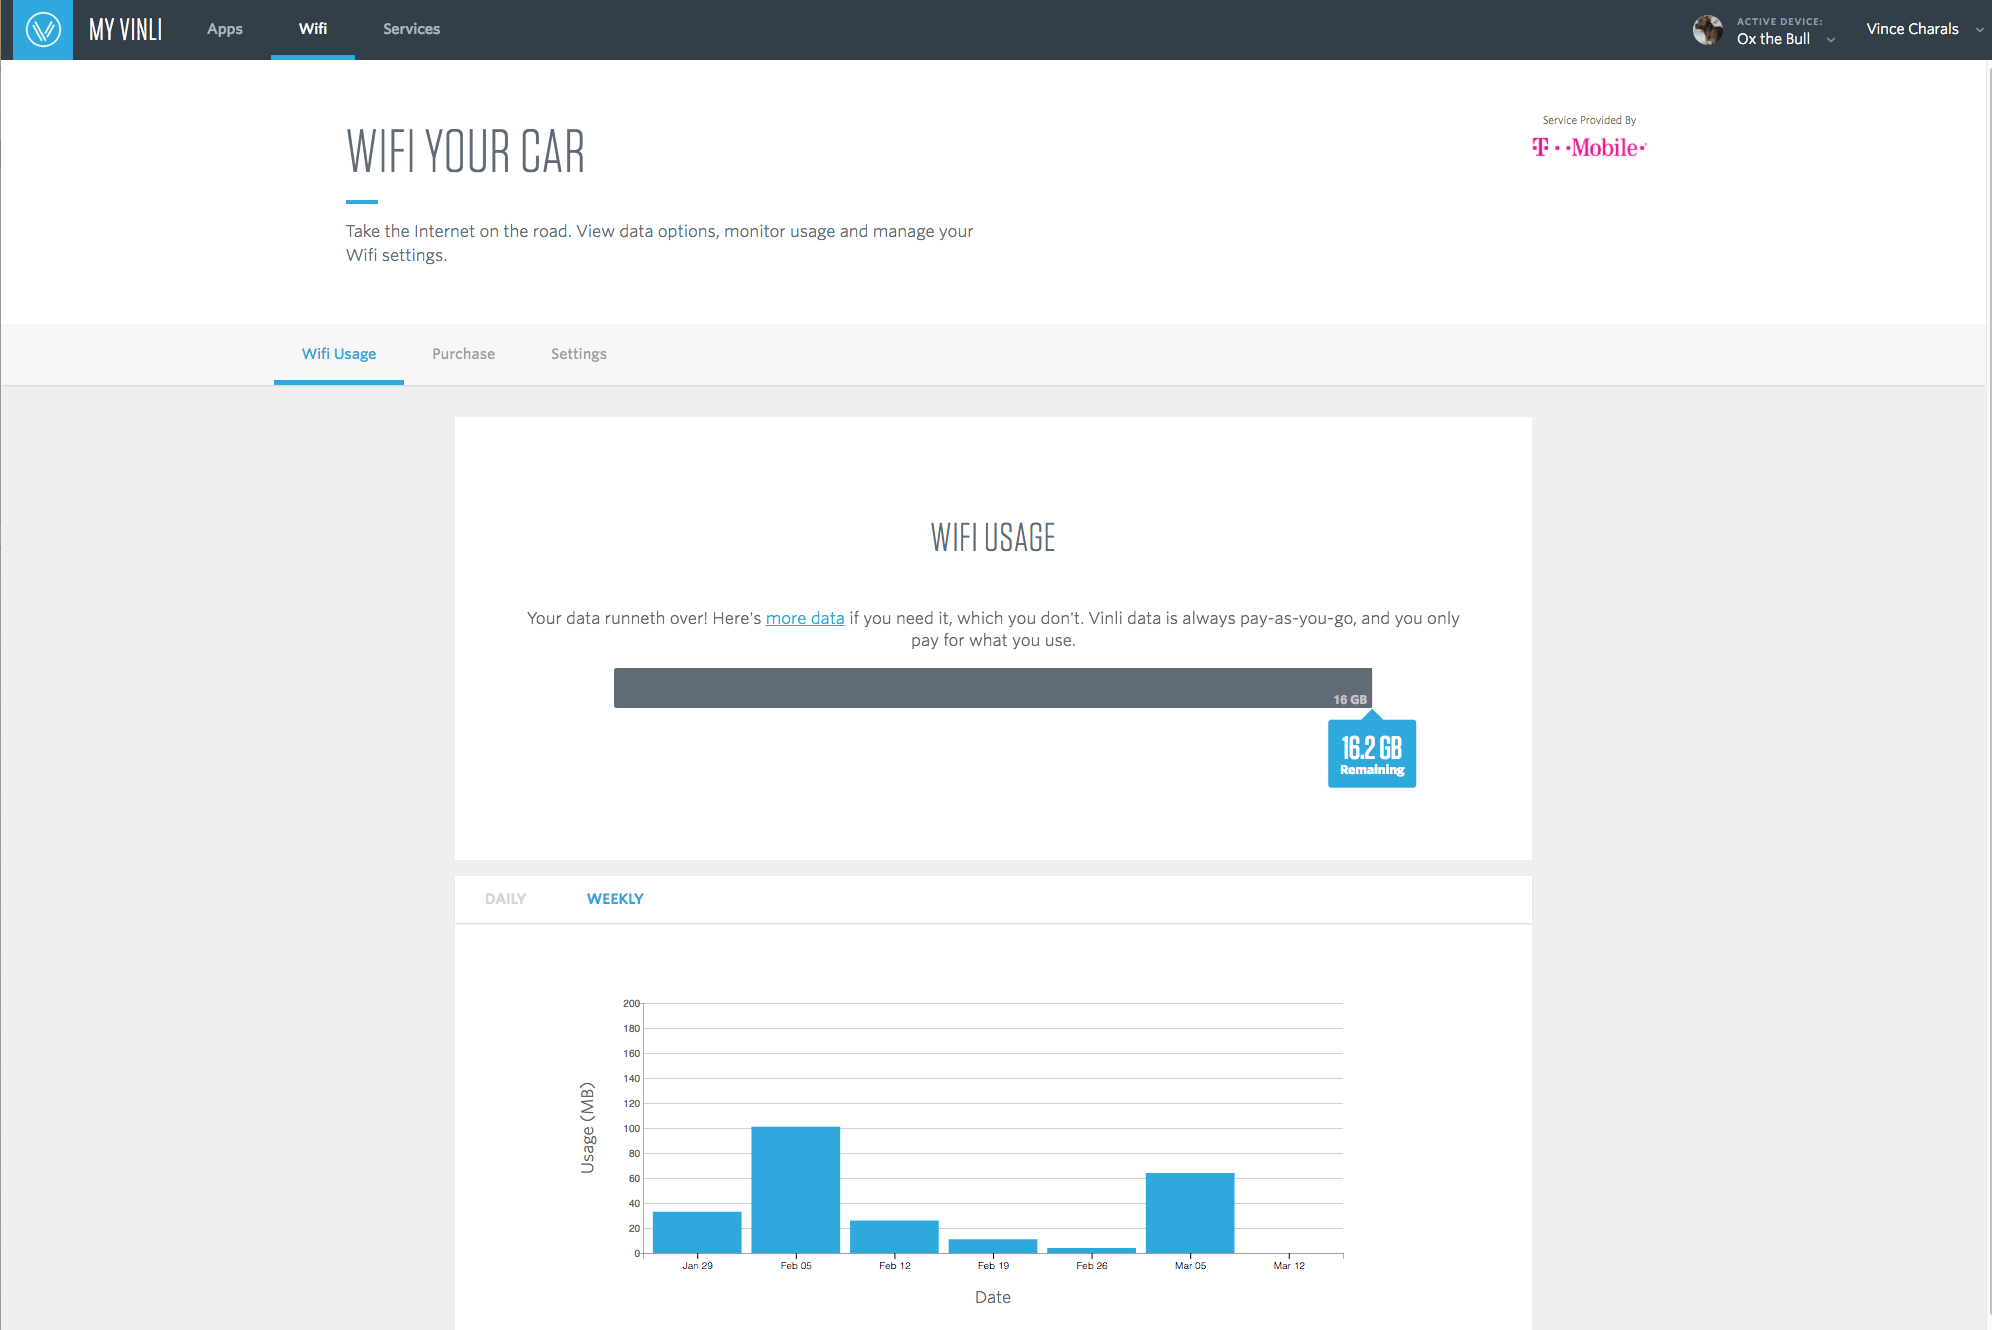 MY VINLI
Apps
Wifi
Services
ACTIVE DEVICE:
Ox the Bull
Vince Charals
WIFI YOUR CAR
Service Provided By
T··Mobile·
Take the Internet on the road. View data options, monitor usage and manage your
Wifi settings.
Wifi Usage
Purchase
Settings
WIFI USAGE
Your data runneth over! Here's more data if you need it, which you don't. Vinli data is always pay-as-you-go, and you only
pay for what you use.
16 GB
16.2 GB
Remaining
DAILY
WEEKLY
200
180
160
140
120
100
80
60
40
20
0
Usage (MB)
Jan 29
Feb 05
Feb 12
Feb 19
Feb 26
Mar 05
Mar 12
Date